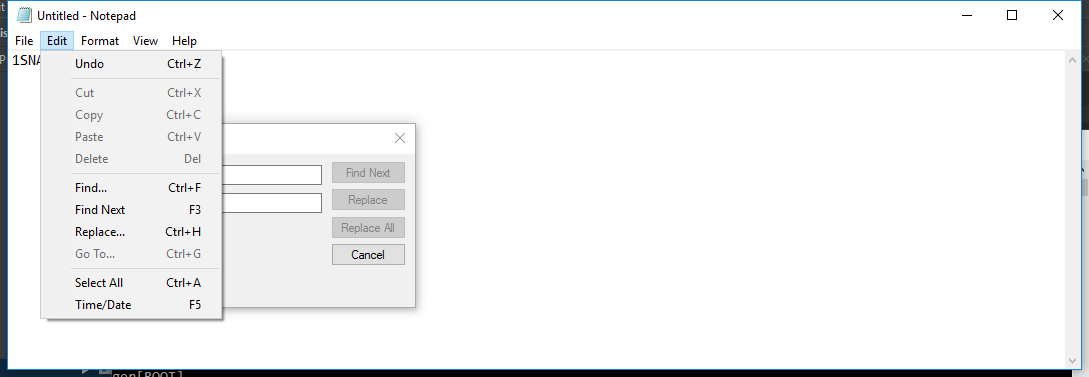 Untitled - Notepad
File Edit Format View Help
1SNA
Undo Ctrl+Z
Cut Ctrl+X
Copy Ctrl+C
Paste Ctrl+V
Delete Del
Find... Ctrl+F
Find Next F3
Replace... Ctrl+H
Go To... Ctrl+G
Select All Ctrl+A
Time/Date F5
Find Next
Replace
Replace All
Cancel
gen[ROOT]